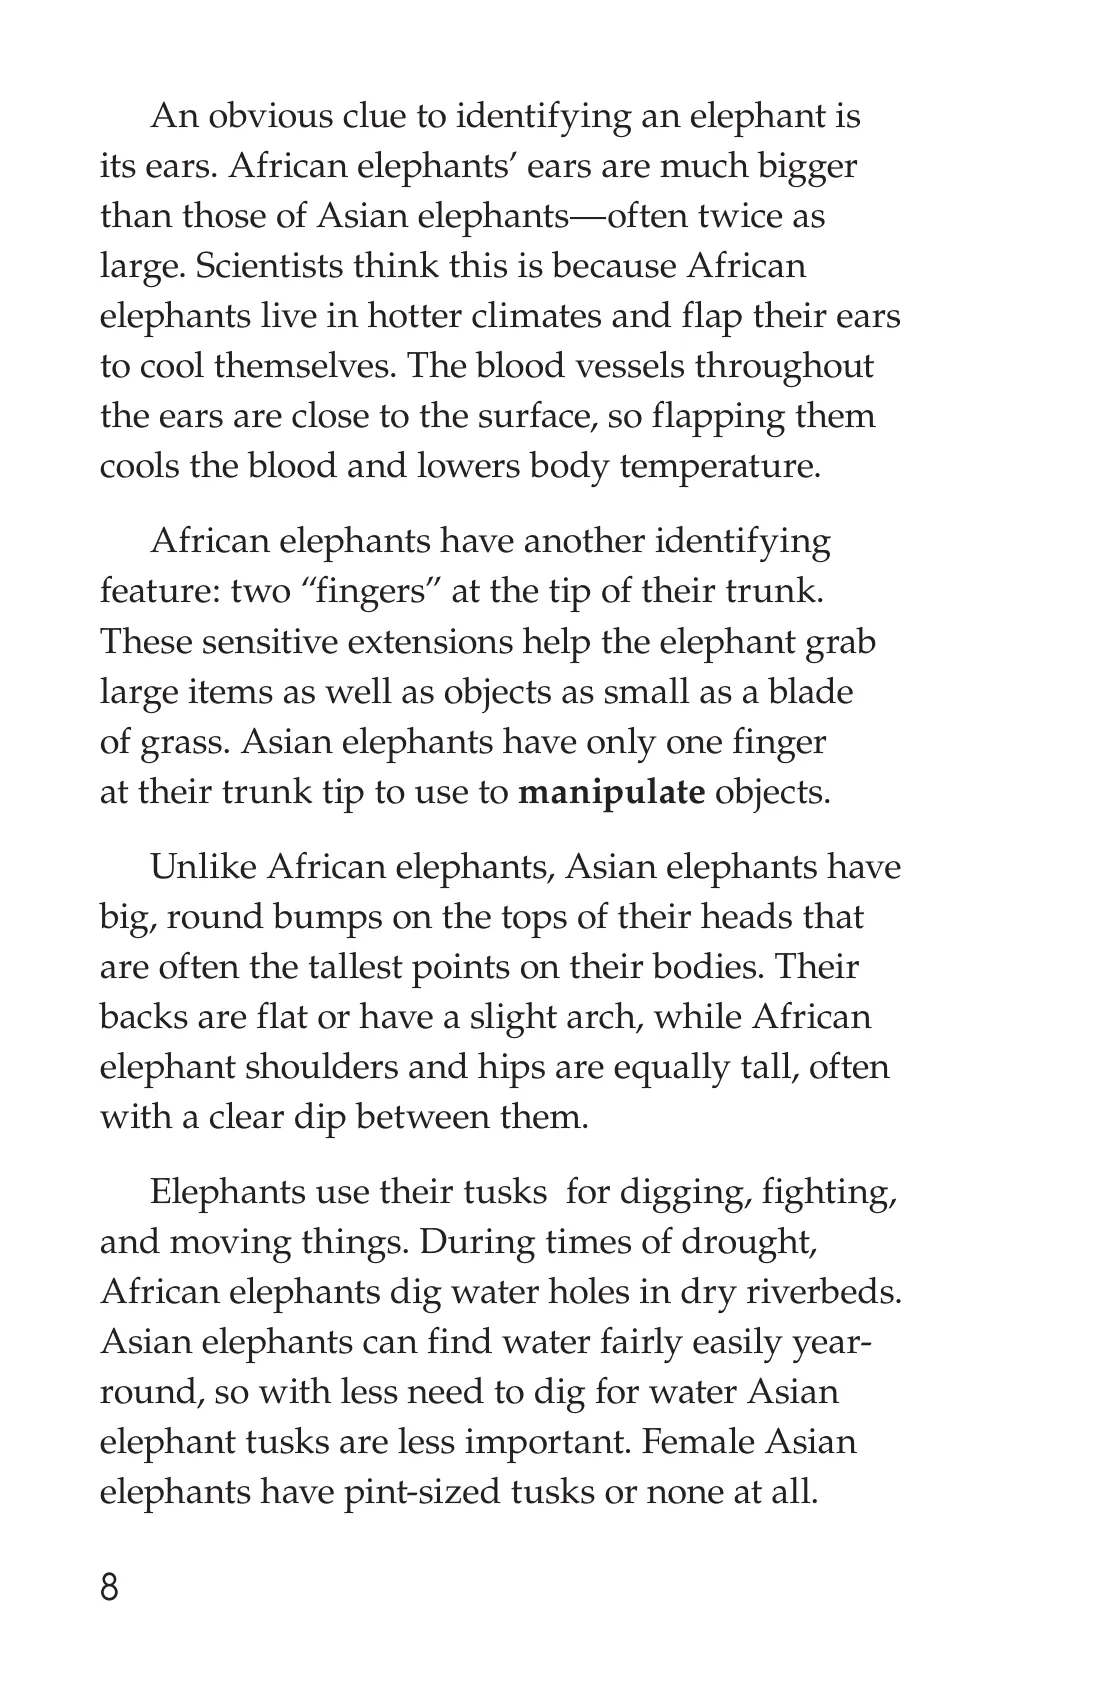 An obvious clue to identifying an elephant is
its ears. African elephants’ ears are much bigger
than those of Asian elephants—often twice as
large. Scientists think this is because African
elephants live in hotter climates and flap their ears
to cool themselves. The blood vessels throughout
the ears are close to the surface, so flapping them
cools the blood and lowers body temperature.
African elephants have another identifying
feature: two “fingers” at the tip of their trunk.
These sensitive extensions help the elephant grab
large items as well as objects as small as a blade
of grass. Asian elephants have only one finger
at their trunk tip to use to manipulate objects.
Unlike African elephants, Asian elephants have
big, round bumps on the tops of their heads that
are often the tallest points on their bodies. Their
backs are flat or have a slight arch, while African
elephant shoulders and hips are equally tall, often
with a clear dip between them.
Elephants use their tusks  for digging, fighting,
and moving things. During times of drought,
African elephants dig water holes in dry riverbeds.
Asian elephants can find water fairly easily year-
round, so with less need to dig for water Asian
elephant tusks are less important. Female Asian
elephants have pint-sized tusks or none at all.
8